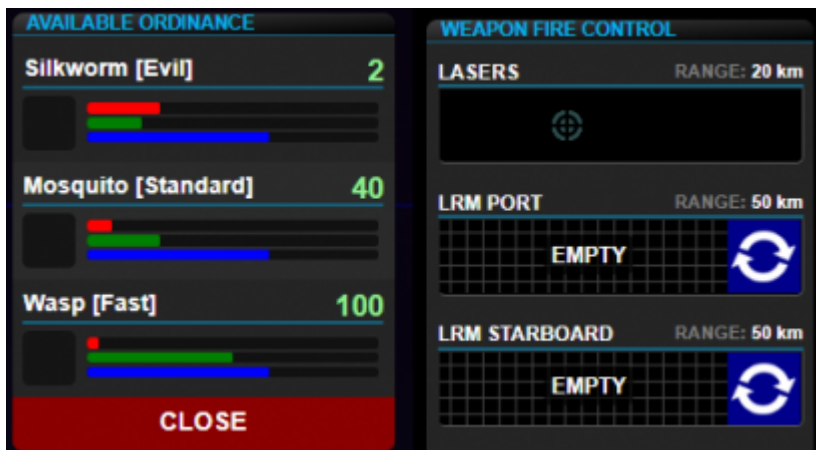 AVAILABLE ORDINANCE
Silkworm [Evil] 2
Mosquito [Standard] 40
Wasp [Fast] 100
CLOSE
WEAPON FIRE CONTROL
LASERS RANGE: 20 km
LRM PORT RANGE: 50 km
EMPTY
LRM STARBOARD RANGE: 50 km
EMPTY